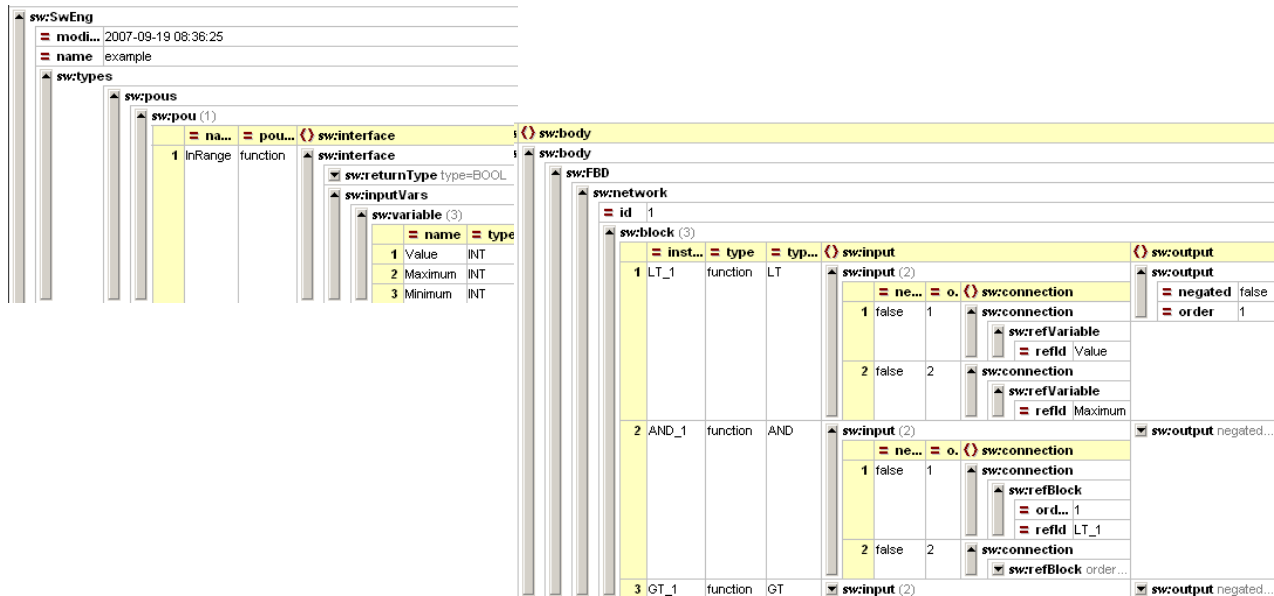 sw:SwEng
= modi... 2007-09-19 08:36:25
= name example
sw:types
sw:pous
sw:pou (1)
= na... = pou... () sw:interface
1 InRange function sw:interface
sw:returnType type=BOOL
sw:inputVars
sw:variable (3)
= name = type
1 Value INT
2 Maximum INT
3 Minimum INT
() sw:body
sw:body
sw:FBD
sw:network
= id 1
sw:block (3)
= inst... = type = typ... () sw:input () sw:output
1 LT_1 function LT sw:input (2) sw:output
= ne... = o. () sw:connection = negated false
1 false 1 sw:connection = order 1
sw:refVariable
= refId Value
2 false 2 sw:connection
sw:refVariable
= refId Maximum
2 AND_1 function AND sw:input (2) sw:output negated...
= ne... = o. () sw:connection
1 false 1 sw:connection
sw:refBlock
= ord... 1
= refId LT_1
2 false 2 sw:connection
sw:refBlock order...
3 GT_1 function GT sw:input (2) sw:output negated...